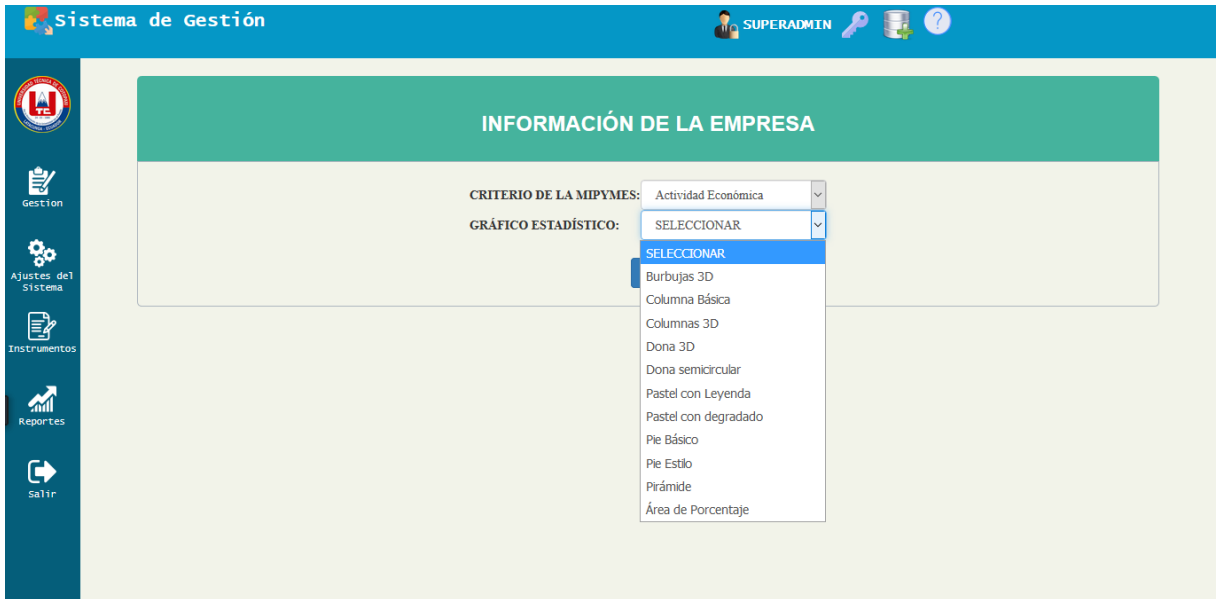 Sistema de Gestión
SUPERADMIN
?
INFORMACIÓN DE LA EMPRESA
Gestion
CRITERIO DE LA MIPYMES: Actividad Económica
GRÁFICO ESTADÍSTICO: SELECCIONAR
SELECCIONAR
Burbujas 3D
Columna Básica
Columnas 3D
Dona 3D
Dona semicircular
Pastel con Leyenda
Pastel con degradado
Pie Básico
Pie Estilo
Pirámide
Área de Porcentaje
Ajustes del
Sistema
Instrumentos
Reportes
Salir